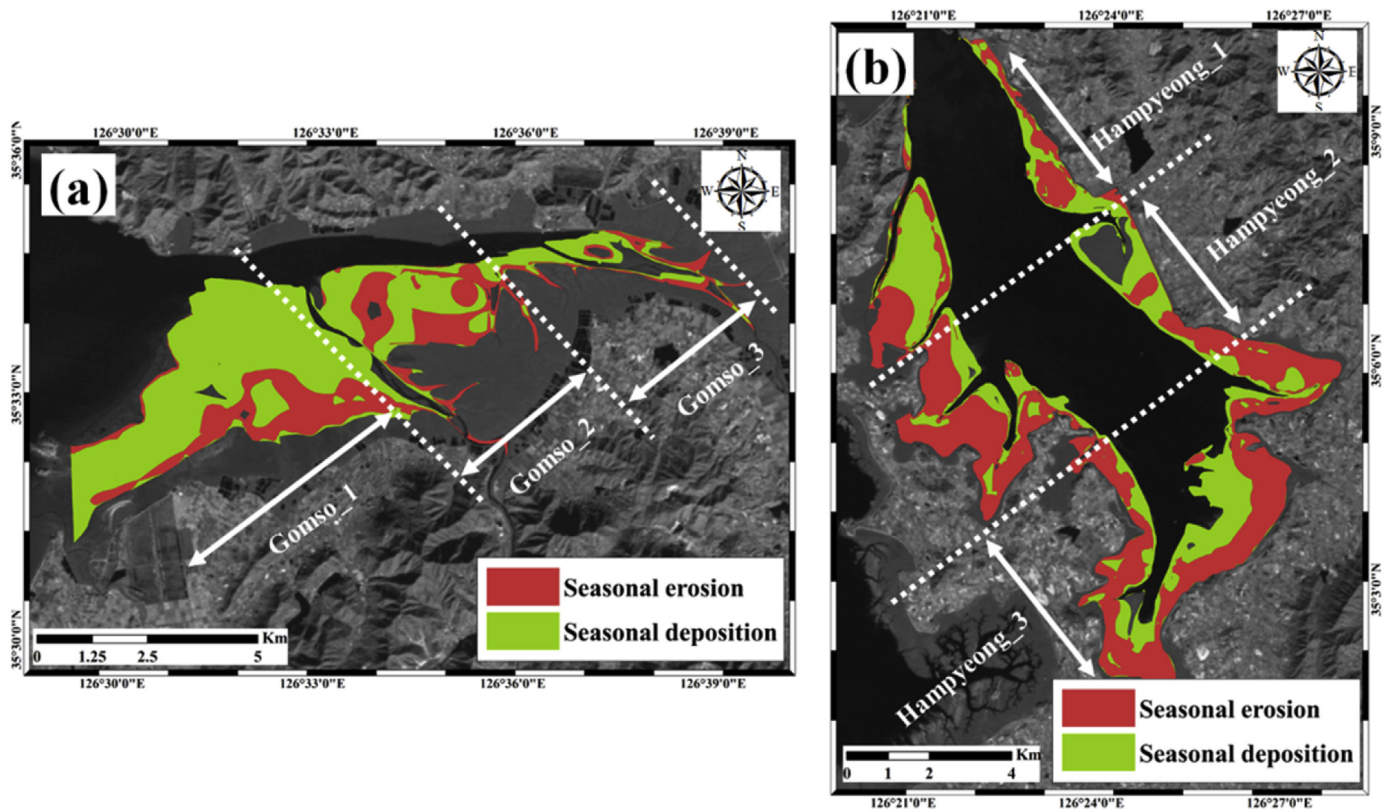 (a)
126°30'0"E 126°33'0"E 126°36'0"E 126°39'0"E
35°36'0"N
35°33'0"N
35°30'0"N
N
W E
S
Gomso_1
Gomso_2
Gomso_3
Seasonal erosion
Seasonal deposition
Km
0 1.25 2.5 5
126°30'0"E 126°33'0"E 126°36'0"E 126°39'0"E
(b)
126°21'0"E 126°24'0"E 126°27'0"E
N
W E
S
35°9'0"N
35°6'0"N
35°3'0"N
Hampyeong_1
Hampyeong_2
Hampyeong_3
Seasonal erosion
Seasonal deposition
Km
0 1 2 4
126°21'0"E 126°24'0"E 126°27'0"E